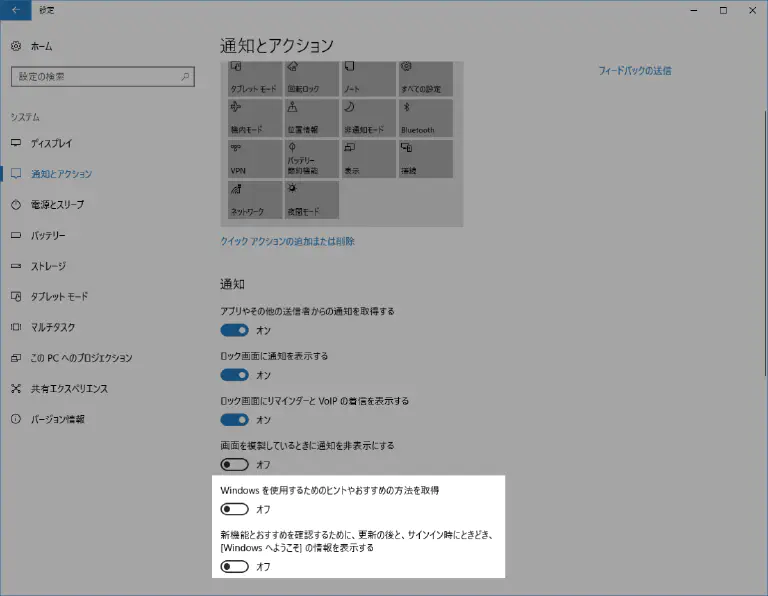 設定
ホーム
設定の検索
システム
ディスプレイ
通知とアクション
電源とスリープ
バッテリー
ストレージ
タブレット モード
マルチタスク
この PC へのプロジェクション
共有エクスペリエンス
バージョン情報
通知とアクション
タブレット モード
回転ロック
ノート
すべての設定
機内モード
位置情報
非通知モード
Bluetooth
VPN
バッテリー
節約機能
表示
接続
ネットワーク
夜間モード
クイック アクションの追加または削除
通知
アプリやその他の送信者からの通知を取得する
オン
ロック画面に通知を表示する
オン
ロック画面にリマインダーと VoIP の着信を表示する
オン
画面を複製しているときに通知を非表示にする
オフ
Windows を使用するためのヒントやおすすめの方法を取得
オフ
新機能とおすすめを確認するために、更新の後と、サインイン時にときどき、
[Windows へようこそ] の情報を表示する
オフ
フィードバックの送信